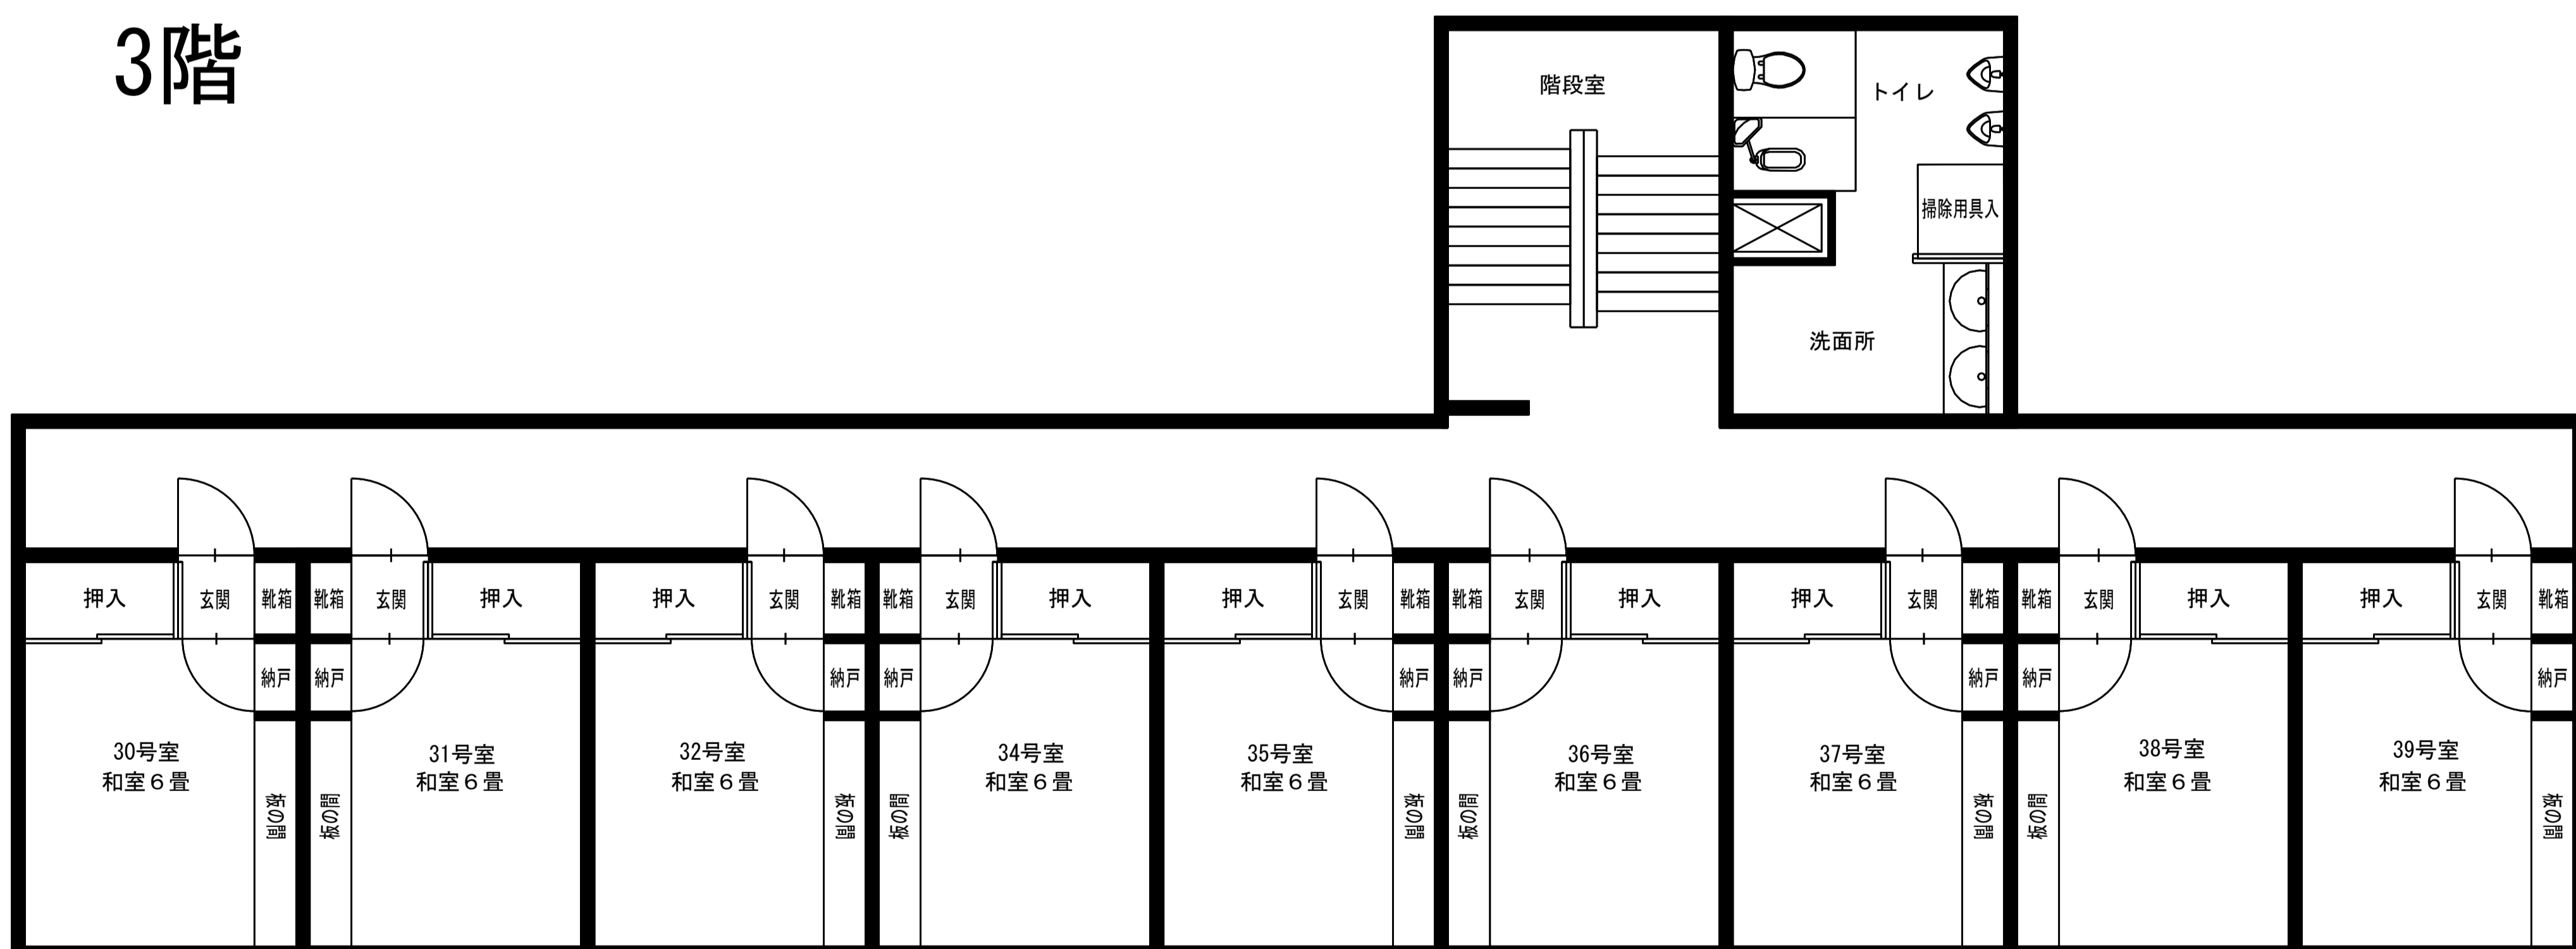 3階
階段室
トイレ
掃除用具入
洗面所
押入 玄関 靴箱 靴箱 玄関 押入 押入 玄関 靴箱 靴箱 玄関 押入 押入 玄関 靴箱 靴箱 玄関 押入 押入 玄関 靴箱 靴箱 玄関 押入 押入 玄関 靴箱
納戸 納戸 納戸 納戸 納戸 納戸 納戸 納戸 納戸
30号室
和室６畳
板の間
板の間
31号室
和室６畳
32号室
和室６畳
板の間
板の間
34号室
和室６畳
35号室
和室６畳
板の間
板の間
36号室
和室６畳
37号室
和室６畳
板の間
板の間
38号室
和室６畳
39号室
和室６畳
板の間